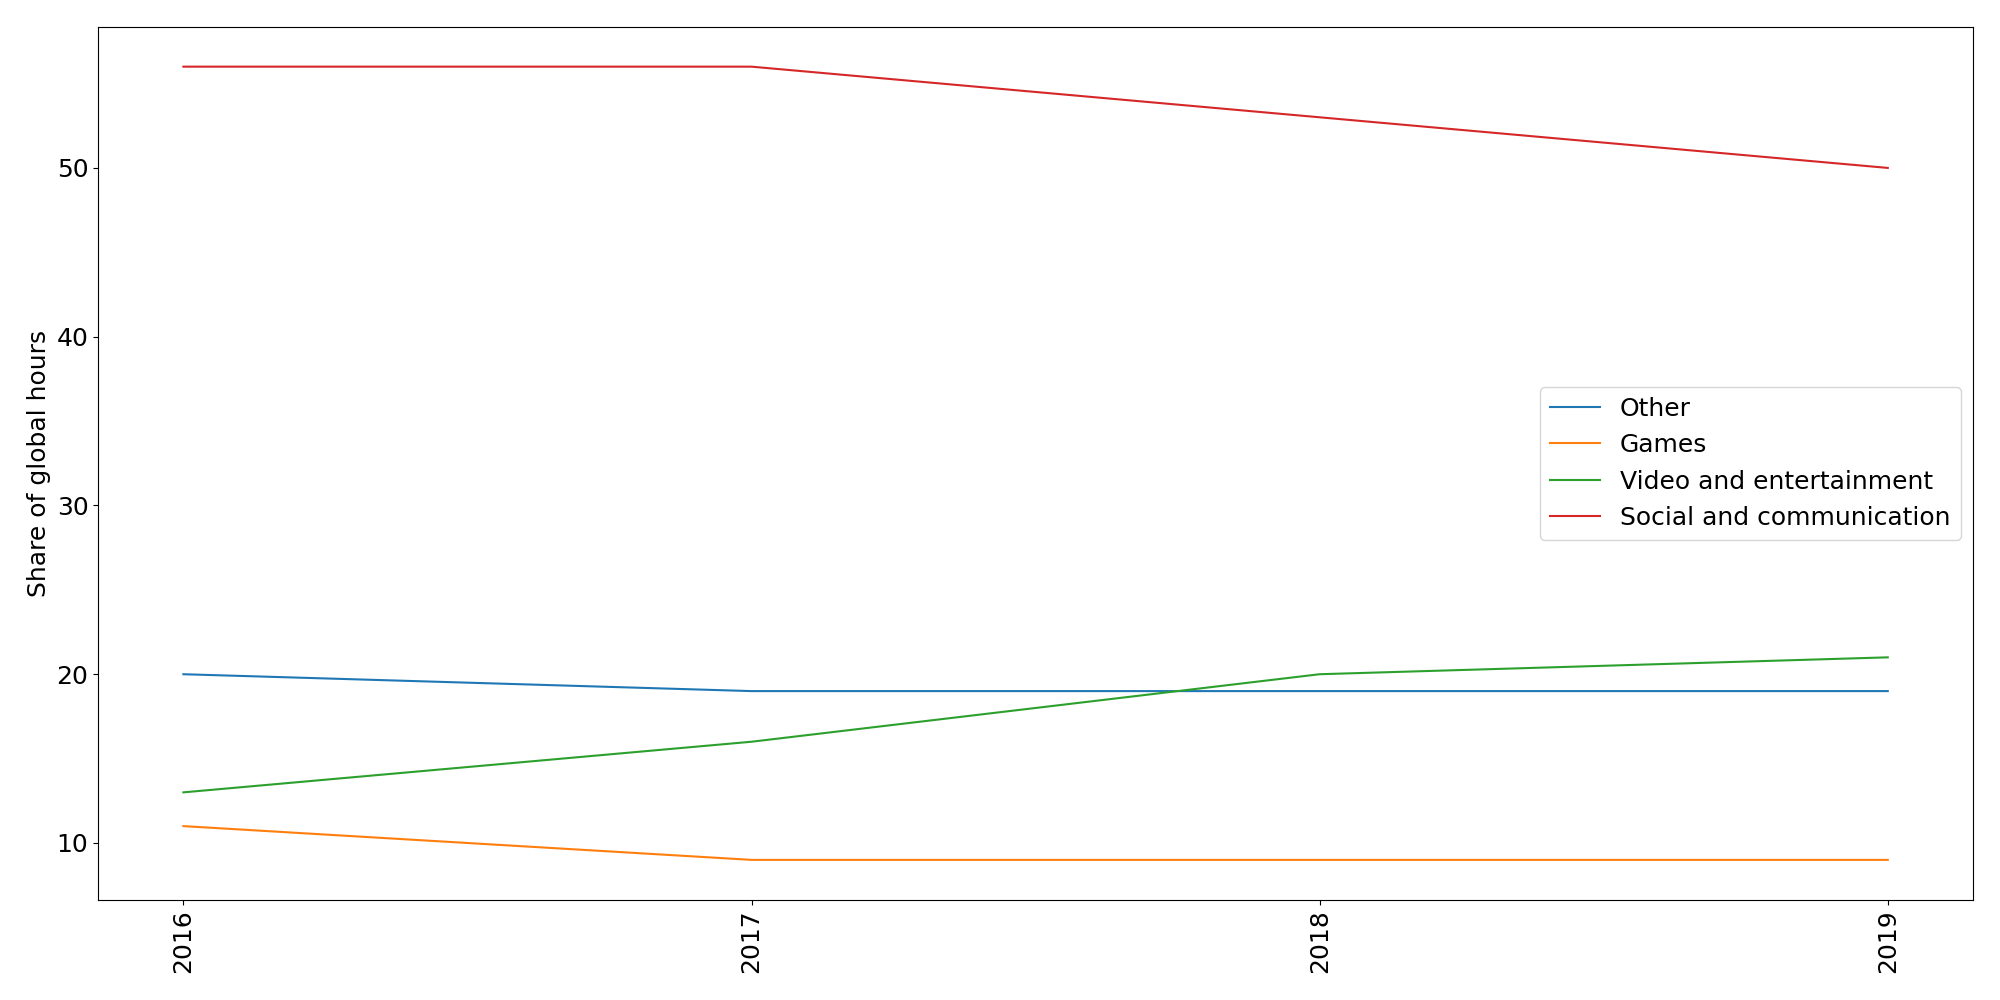 Share of global hours
50
40
30
20
10
Other
Games
Video and entertainment
Social and communication
2016
2017
2018
2019